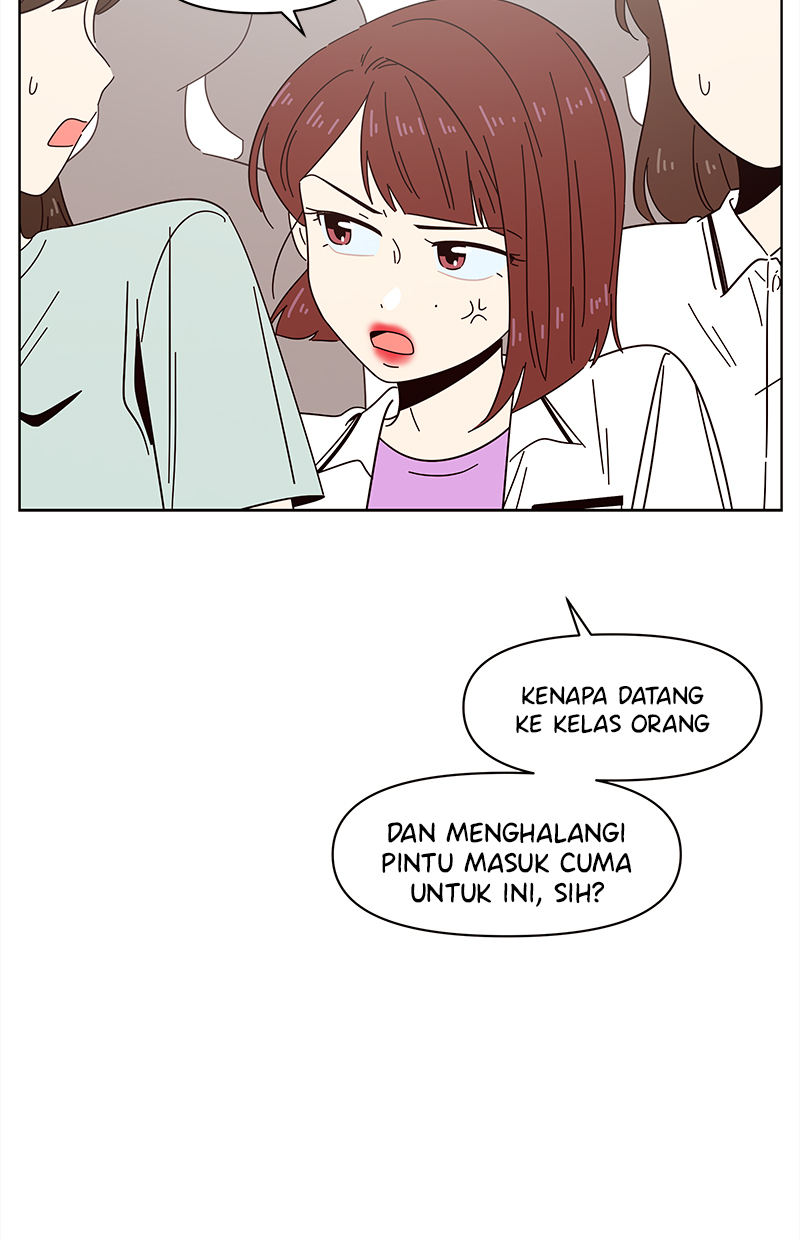 KENAPA DATANG
KE KELAS ORANG
DAN MENGHALANGI
PINTU MASUK CUMA
UNTUK INI, SIH?